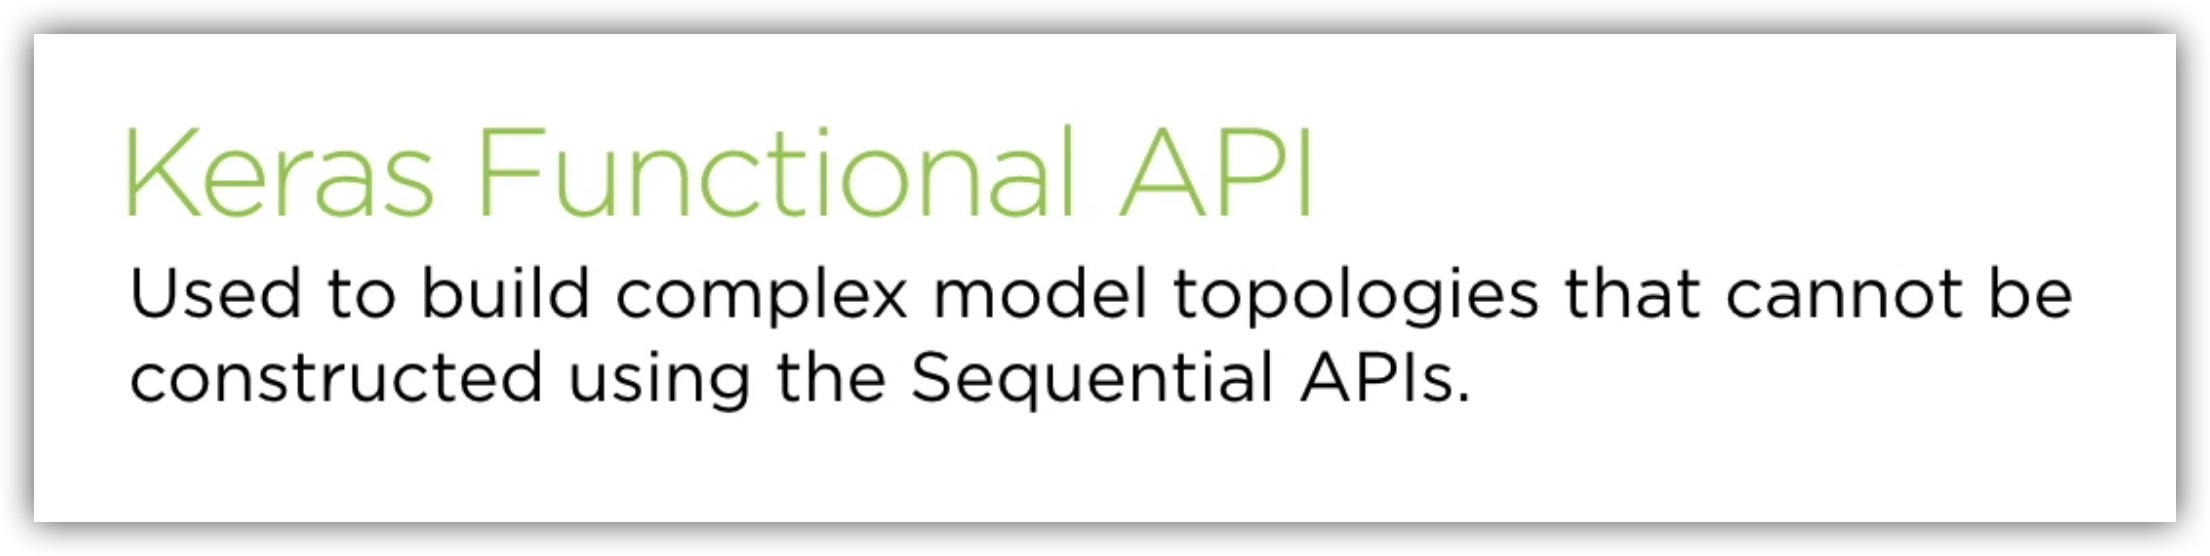 Keras Functional API
Used to build complex model topologies that cannot be
constructed using the Sequential APIs.